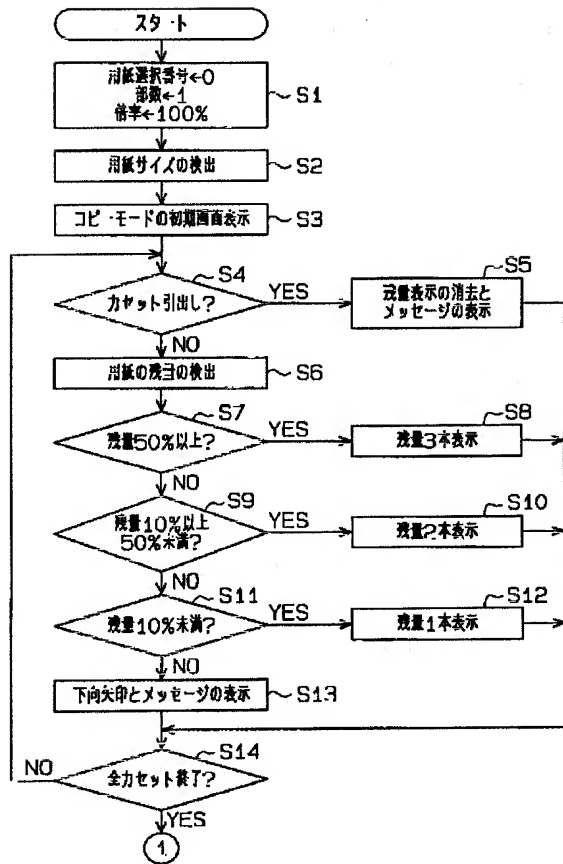 スタート
用紙選択番号←0
部数←1
倍率←100%
S1
用紙サイズの検出
S2
コピーモードの初期画面表示
S3
S4
カセット引出し?
YES
S5
残量表示の消去と
メッセージの表示
NO
用紙の残量の検出
S6
S7
残量50%以上?
YES
S8
残量3本表示
NO
S9
残量10%以上
50%未満?
YES
S10
残量2本表示
NO
S11
残量10%未満?
YES
S12
残量1本表示
NO
下向矢印とメッセージの表示
S13
S14
全カセット終了?
NO
YES
1